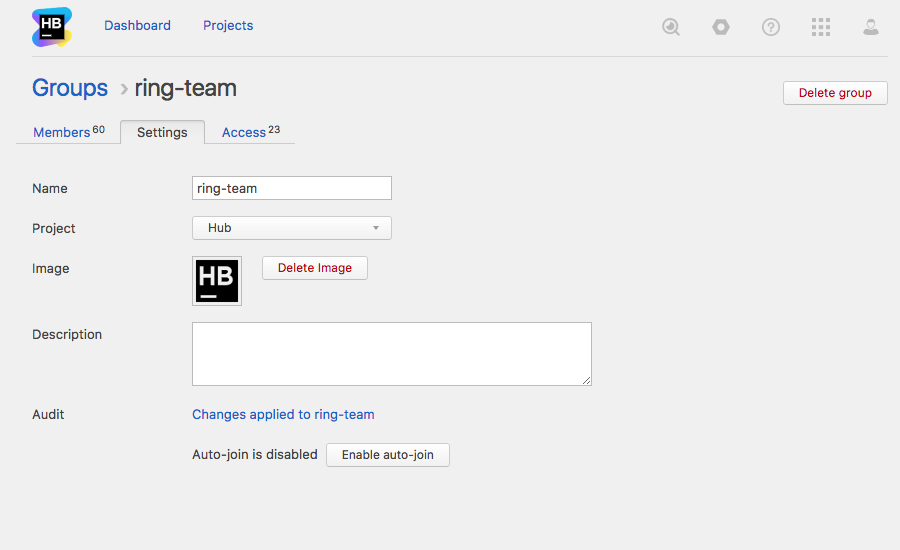 HB
Dashboard Projects
Groups › ring-team
Delete group
Members 60 Settings Access 23
Name ring-team
Project Hub
Image HB Delete Image
Description
Audit Changes applied to ring-team
Auto-join is disabled Enable auto-join